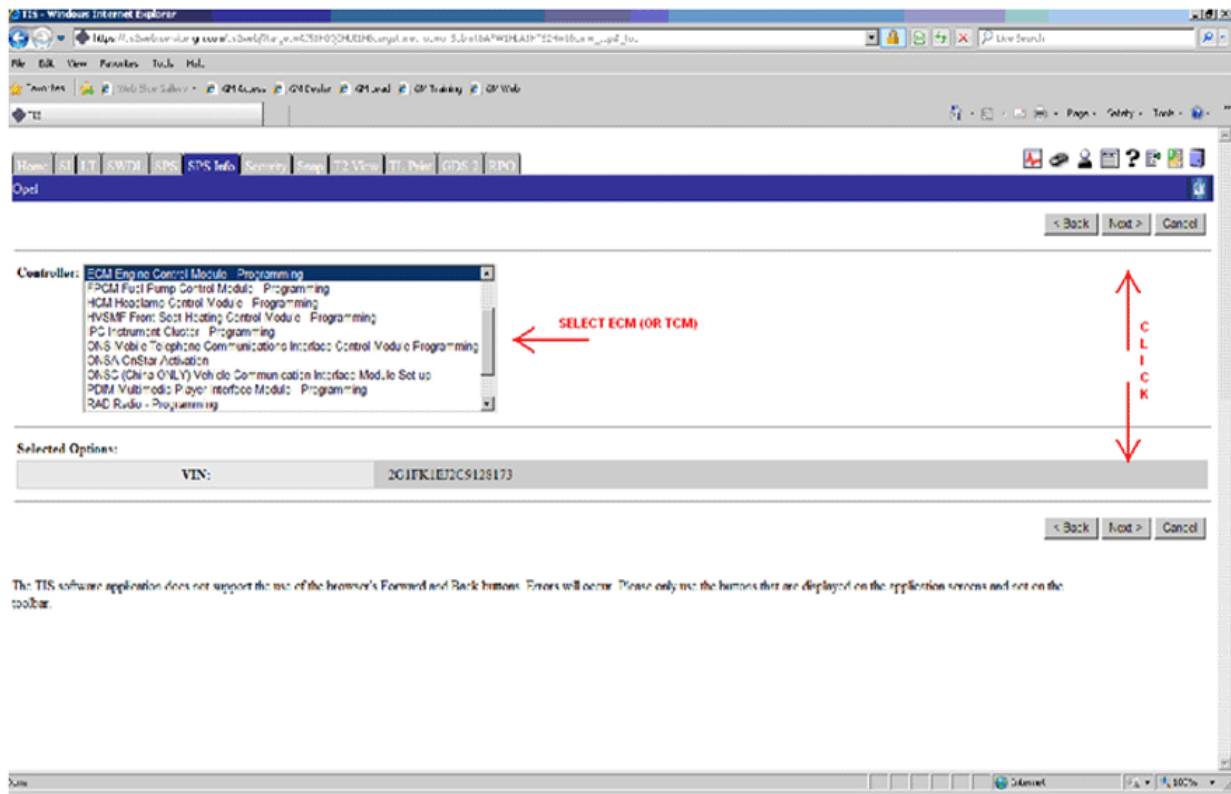 TIS - Windows Internet Explorer
Live Search
File Edit View Favorites Tools Help
Favorites Web Slice Gallery GM Access GM Dealer GM Lead GM Training GM Web
TIS
Page Safety Tools
Home SI LT SWDL SPS SPS Info Security Snap T2 View TL Print GDS 2 RPO
Opel
< Back Next > Cancel
Controller: ECM Engine Control Module Programming
FPCM Fuel Pump Control Module Programming
HCM Headlamp Control Module Programming
HVSMF Front Seat Heating Control Module Programming
IPC Instrument Cluster Programming
ONS Mobile Telephone Communications Interface Control Module Programming
ONSA OnStar Activation
ONSC (China ONLY) Vehicle Communication Interface Module Set up
PDIM Multimedia Player Interface Module Programming
RAD Radio - Programming
SELECT ECM (OR TCM)
CLICK
Selected Options:
VIN: 2G1FK1EJ2C9128173
< Back Next > Cancel
The TIS software application does not support the use of the browser's Forward and Back buttons. Errors will occur. Please only use the buttons that are displayed on the application screens and not on the
toolbar.
Done Internet 100%